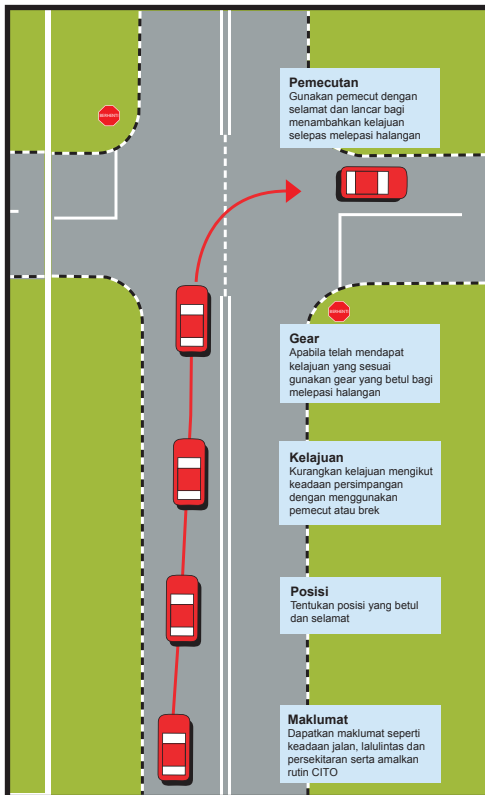 Pemecutan
Gunakan pemecut dengan
selamat dan lancar bagi
menambahkan kelajuan
selepas melepasi halangan
BERHENTI
BERHENTI
Gear
Apabila telah mendapat
kelajuan yang sesuai
gunakan gear yang betul bagi
melepasi halangan
Kelajuan
Kurangkan kelajuan mengikut
keadaan persimpangan
dengan menggunakan
pemecut atau brek
Posisi
Tentukan posisi yang betul
dan selamat
Maklumat
Dapatkan maklumat seperti
keadaan jalan, lalulintas dan
persekitaran serta amalkan
rutin CITO